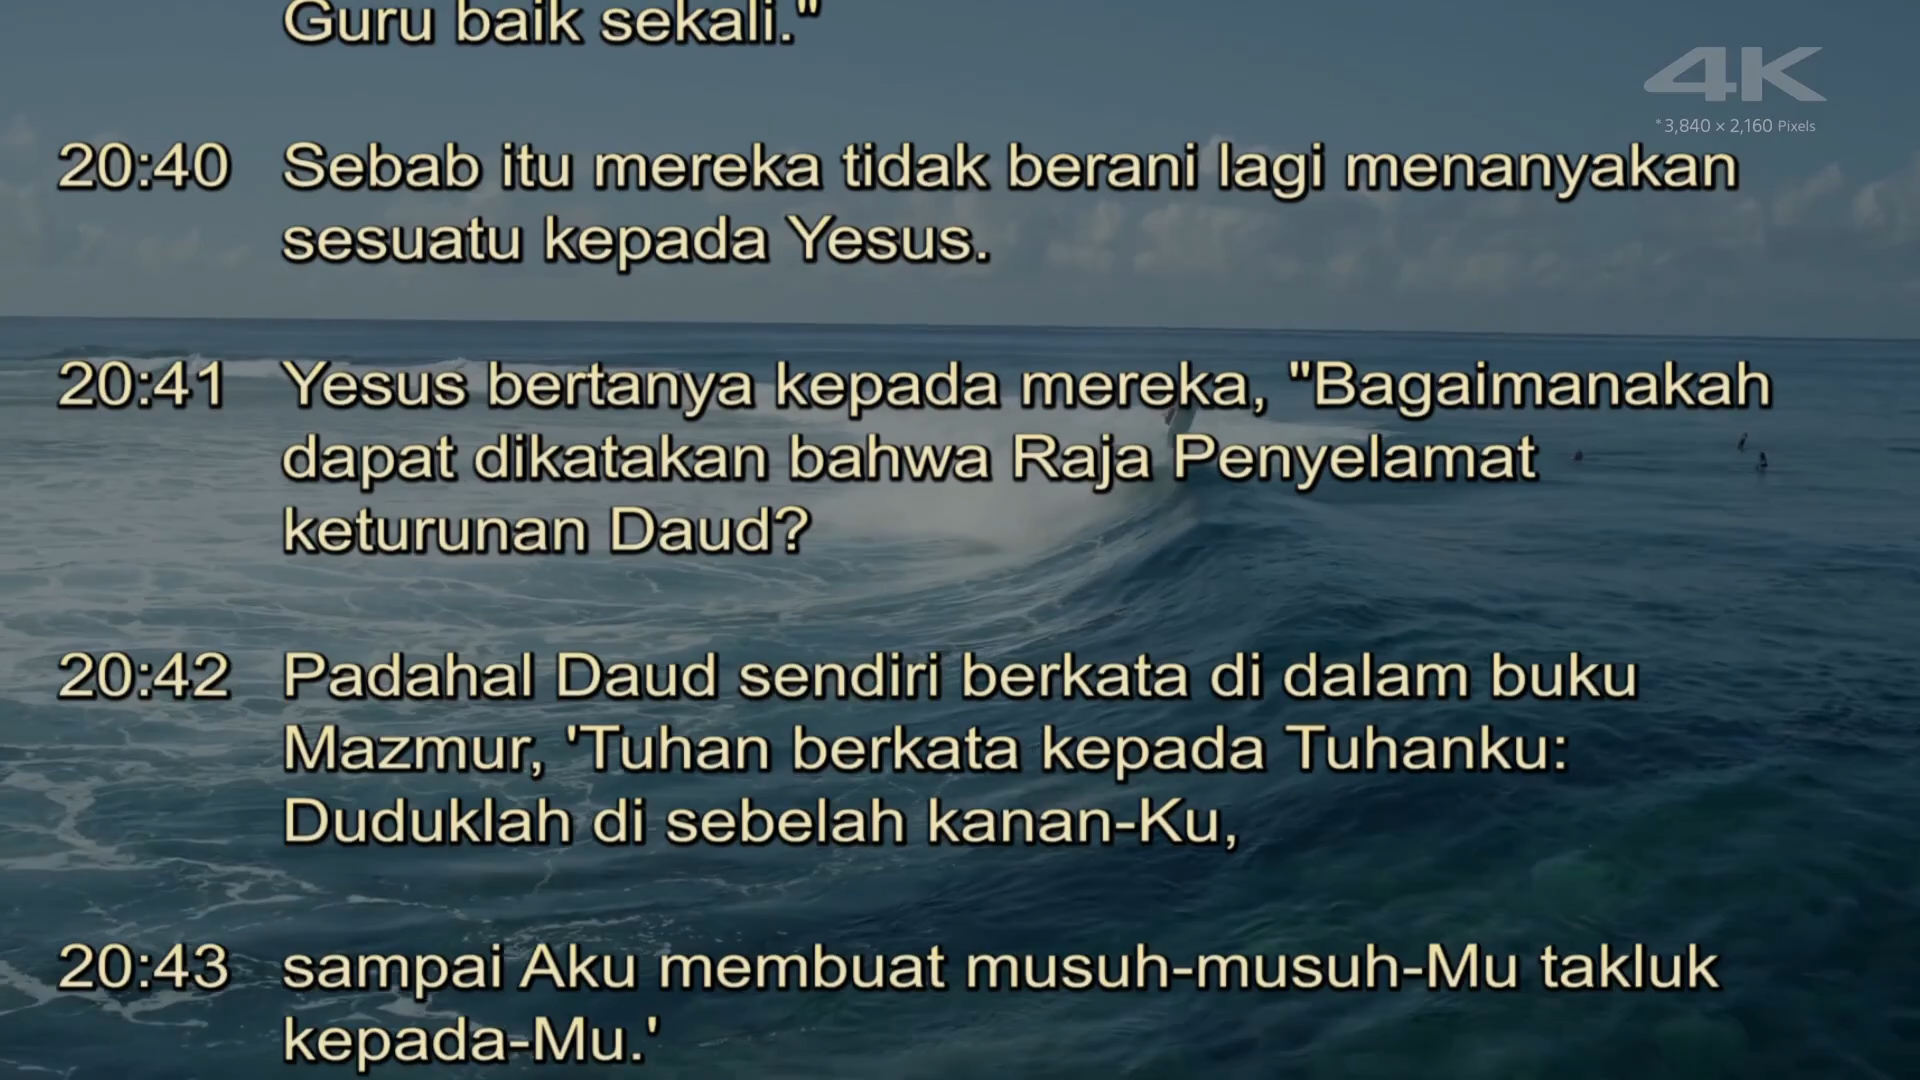 Guru baik sekali."
4K
*3,840 × 2,160 Pixels
20:40 Sebab itu mereka tidak berani lagi menanyakan
sesuatu kepada Yesus.
20:41 Yesus bertanya kepada mereka, "Bagaimanakah
dapat dikatakan bahwa Raja Penyelamat
keturunan Daud?
20:42 Padahal Daud sendiri berkata di dalam buku
Mazmur, 'Tuhan berkata kepada Tuhanku:
Duduklah di sebelah kanan-Ku,
20:43 sampai Aku membuat musuh-musuh-Mu takluk
kepada-Mu.'